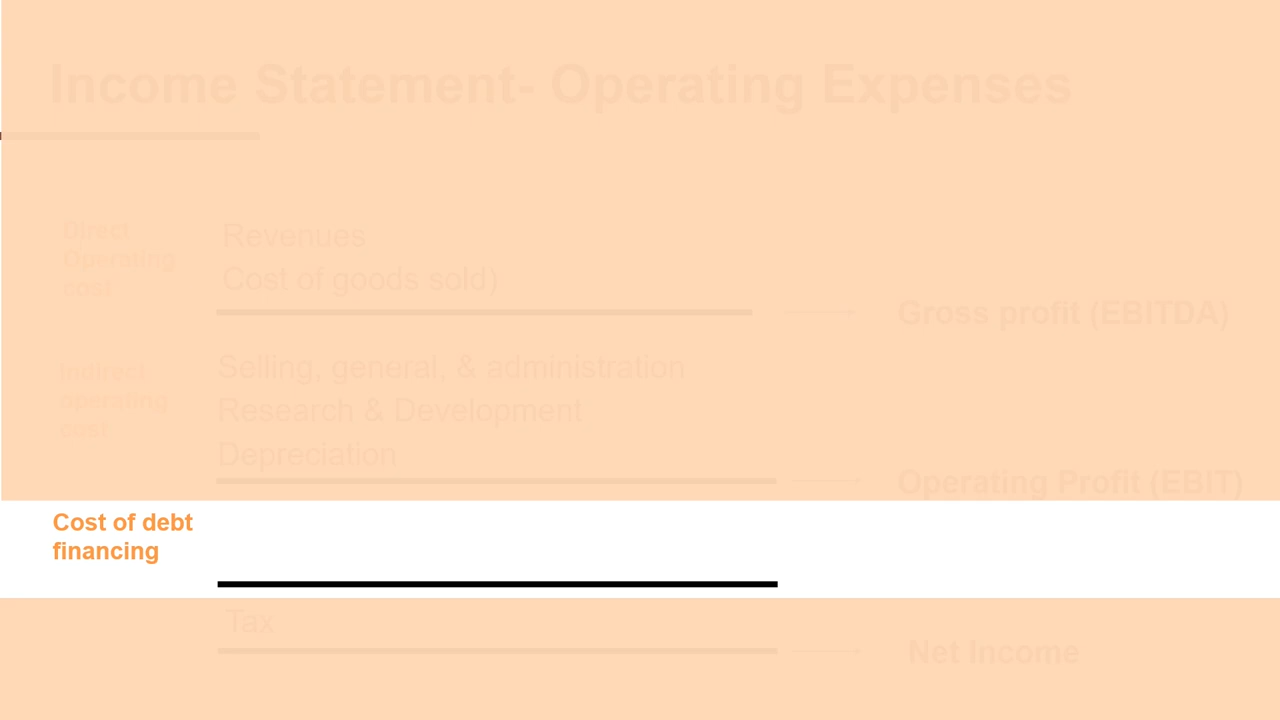 Income Statement- Operating Expenses
Direct
Operating
cost
Revenues
Cost of goods sold)
Gross profit (EBITDA)
Indirect
operating
cost
Selling, general, & administration
Research & Development
Depreciation
Operating Profit (EBIT)
Cost of debt
financing
Tax
Net Income